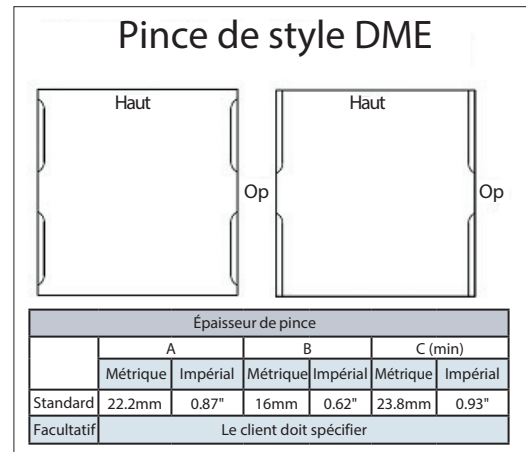 Pince de style DME
Haut Haut
Op Op
Épaisseur de pince
A B C (min)
Métrique Impérial Métrique Impérial Métrique Impérial
Standard 22.2mm 0.87" 16mm 0.62" 23.8mm 0.93"
Facultatif Le client doit spécifier